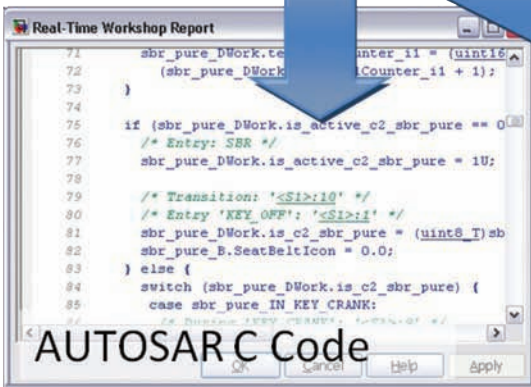 Real-Time Workshop Report
71 sbr_pure_DWork. = (uint16
72 (sbr_pure_DWork + 1);
73 }
74
75 if (sbr_pure_DWork.is_active_c2_sbr_pure == 0
76 /* Entry: SBR */
77 sbr_pure_DWork.is_active_c2_sbr_pure = 1U;
78
79 /* Transition: '<S1>:10' */
80 /* Entry 'KEY_OFF': '<S1>:1' */
81 sbr_pure_DWork.is_c2_sbr_pure = (uint8_T)sb
82 sbr_pure_B.SeatBeltIcon = 0.0;
83 } else {
84 switch (sbr_pure_DWork.is_c2_sbr_pure) {
85 case sbr_pure_IN_KEY_CRANK:
AUTOSAR C Code
OK Cancel Help Apply